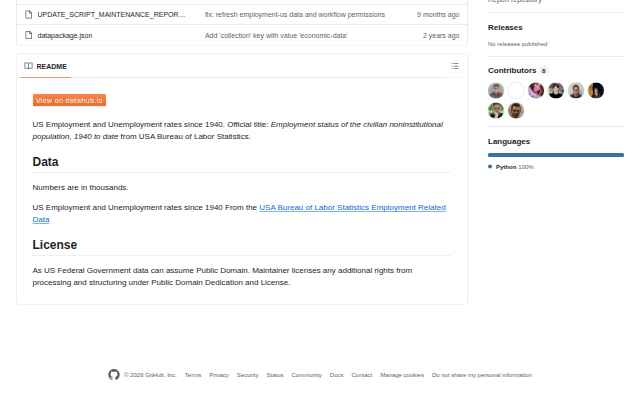 Report repository
UPDATE_SCRIPT_MAINTENANCE_REPOR...
fix: refresh employment-us data and workflow permissions
9 months ago
datapackage.json
Add 'collection' key with value 'economic-data'
2 years ago
README
View on datahub.io
US Employment and Unemployment rates since 1940. Official title: Employment status of the civilian noninstitutional
population, 1940 to date from USA Bureau of Labor Statistics.
Data
Numbers are in thousands.
US Employment and Unemployment rates since 1940 From the USA Bureau of Labor Statistics Employment Related
Data
License
As US Federal Government data can assume Public Domain. Maintainer licenses any additional rights from
processing and structuring under Public Domain Dedication and License.
Releases
No releases published
Contributors 8
Languages
Python 100%
© 2026 GitHub, Inc. Terms Privacy Security Status Community Docs Contact Manage cookies Do not share my personal information